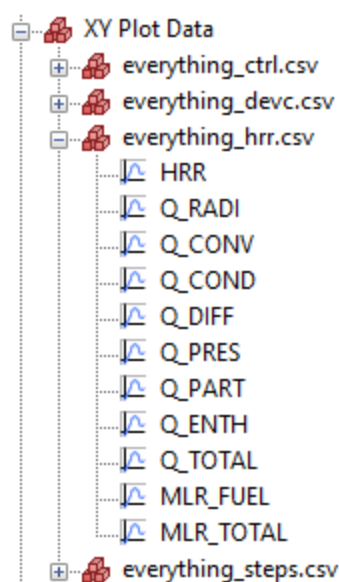 XY Plot Data
everything_ctrl.csv
everything_devc.csv
everything_hrr.csv
HRR
Q_RADI
Q_CONV
Q_COND
Q_DIFF
Q_PRES
Q_PART
Q_ENTH
Q_TOTAL
MLR_FUEL
MLR_TOTAL
everything_steps.csv